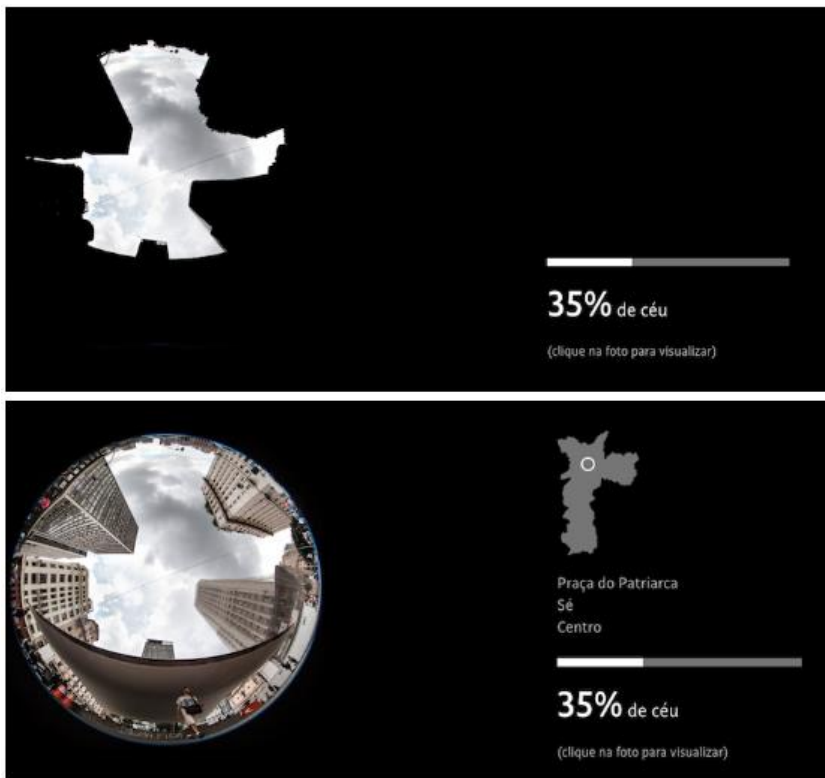 35% de céu
(clique na foto para visualizar)
Praça do Patriarca
Sé
Centro
35% de céu
(clique na foto para visualizar)